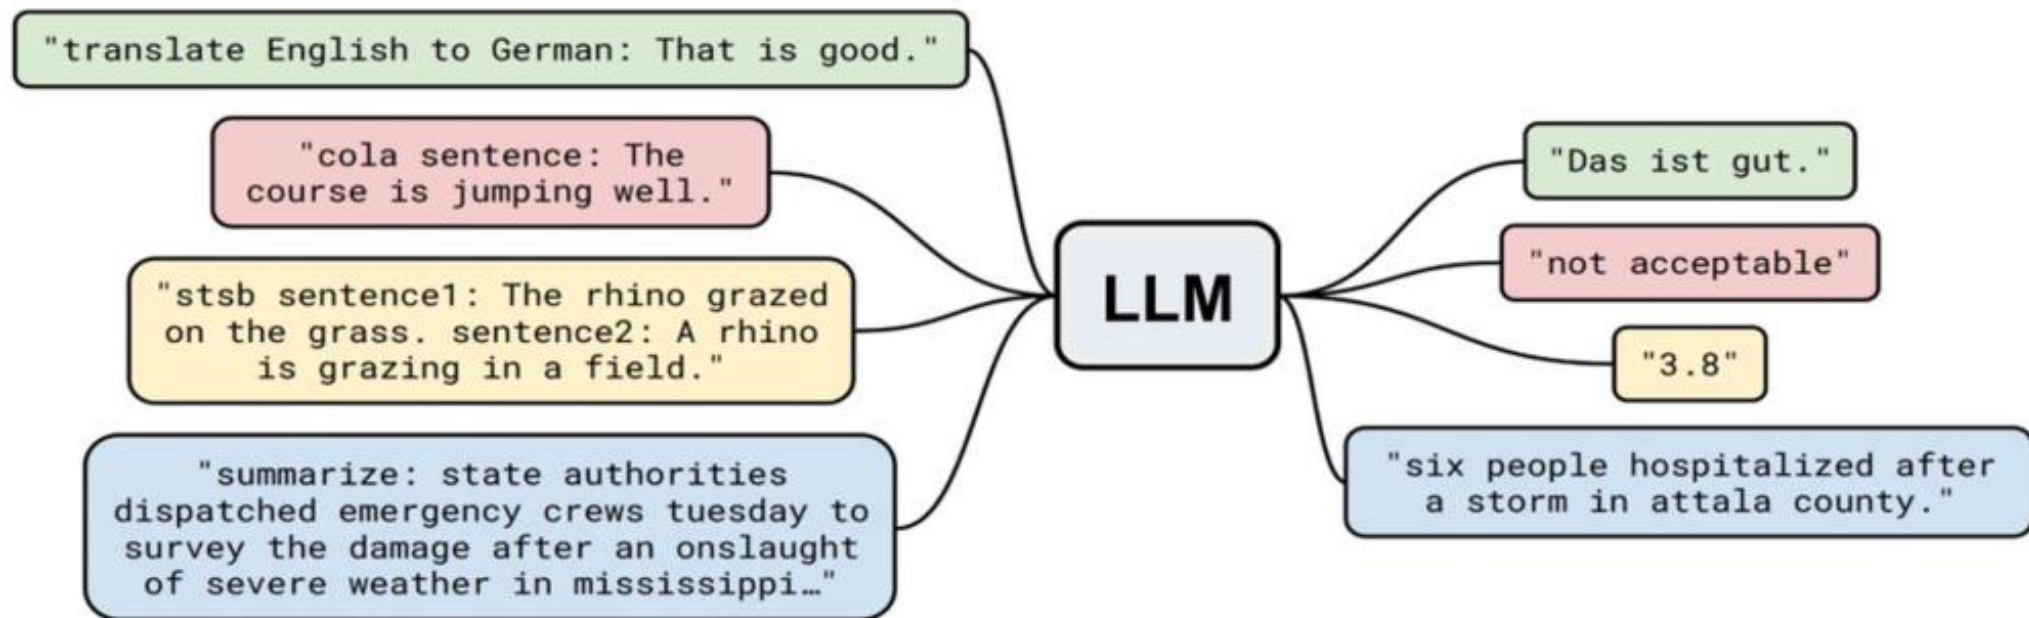 "translate English to German: That is good."
"cola sentence: The
course is jumping well."
"stsb sentence1: The rhino grazed
on the grass. sentence2: A rhino
is grazing in a field."
"summarize: state authorities
dispatched emergency crews tuesday to
survey the damage after an onslaught
of severe weather in mississippi…"
LLM
"Das ist gut."
"not acceptable"
"3.8"
"six people hospitalized after
a storm in attala county."